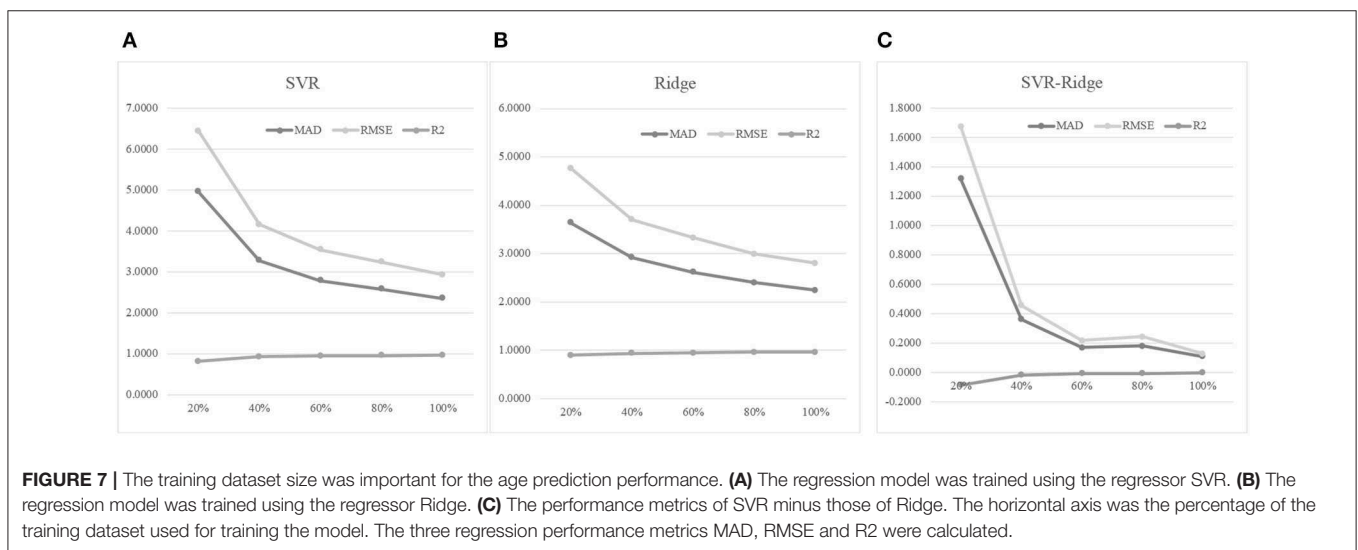 A
SVR
7.0000
6.0000
5.0000
4.0000
3.0000
2.0000
1.0000
0.0000
MAD RMSE R2
20% 40% 60% 80% 100%
B
Ridge
6.0000
5.0000
4.0000
3.0000
2.0000
1.0000
0.0000
MAD RMSE R2
20% 40% 60% 80% 100%
C
SVR-Ridge
1.8000
1.6000
1.4000
1.2000
1.0000
0.8000
0.6000
0.4000
0.2000
0.0000
-0.2000
MAD RMSE R2
20% 40% 60% 80% 100%
FIGURE 7 | The training dataset size was important for the age prediction performance. (A) The regression model was trained using the regressor SVR. (B) The
regression model was trained using the regressor Ridge. (C) The performance metrics of SVR minus those of Ridge. The horizontal axis was the percentage of the
training dataset used for training the model. The three regression performance metrics MAD, RMSE and R2 were calculated.